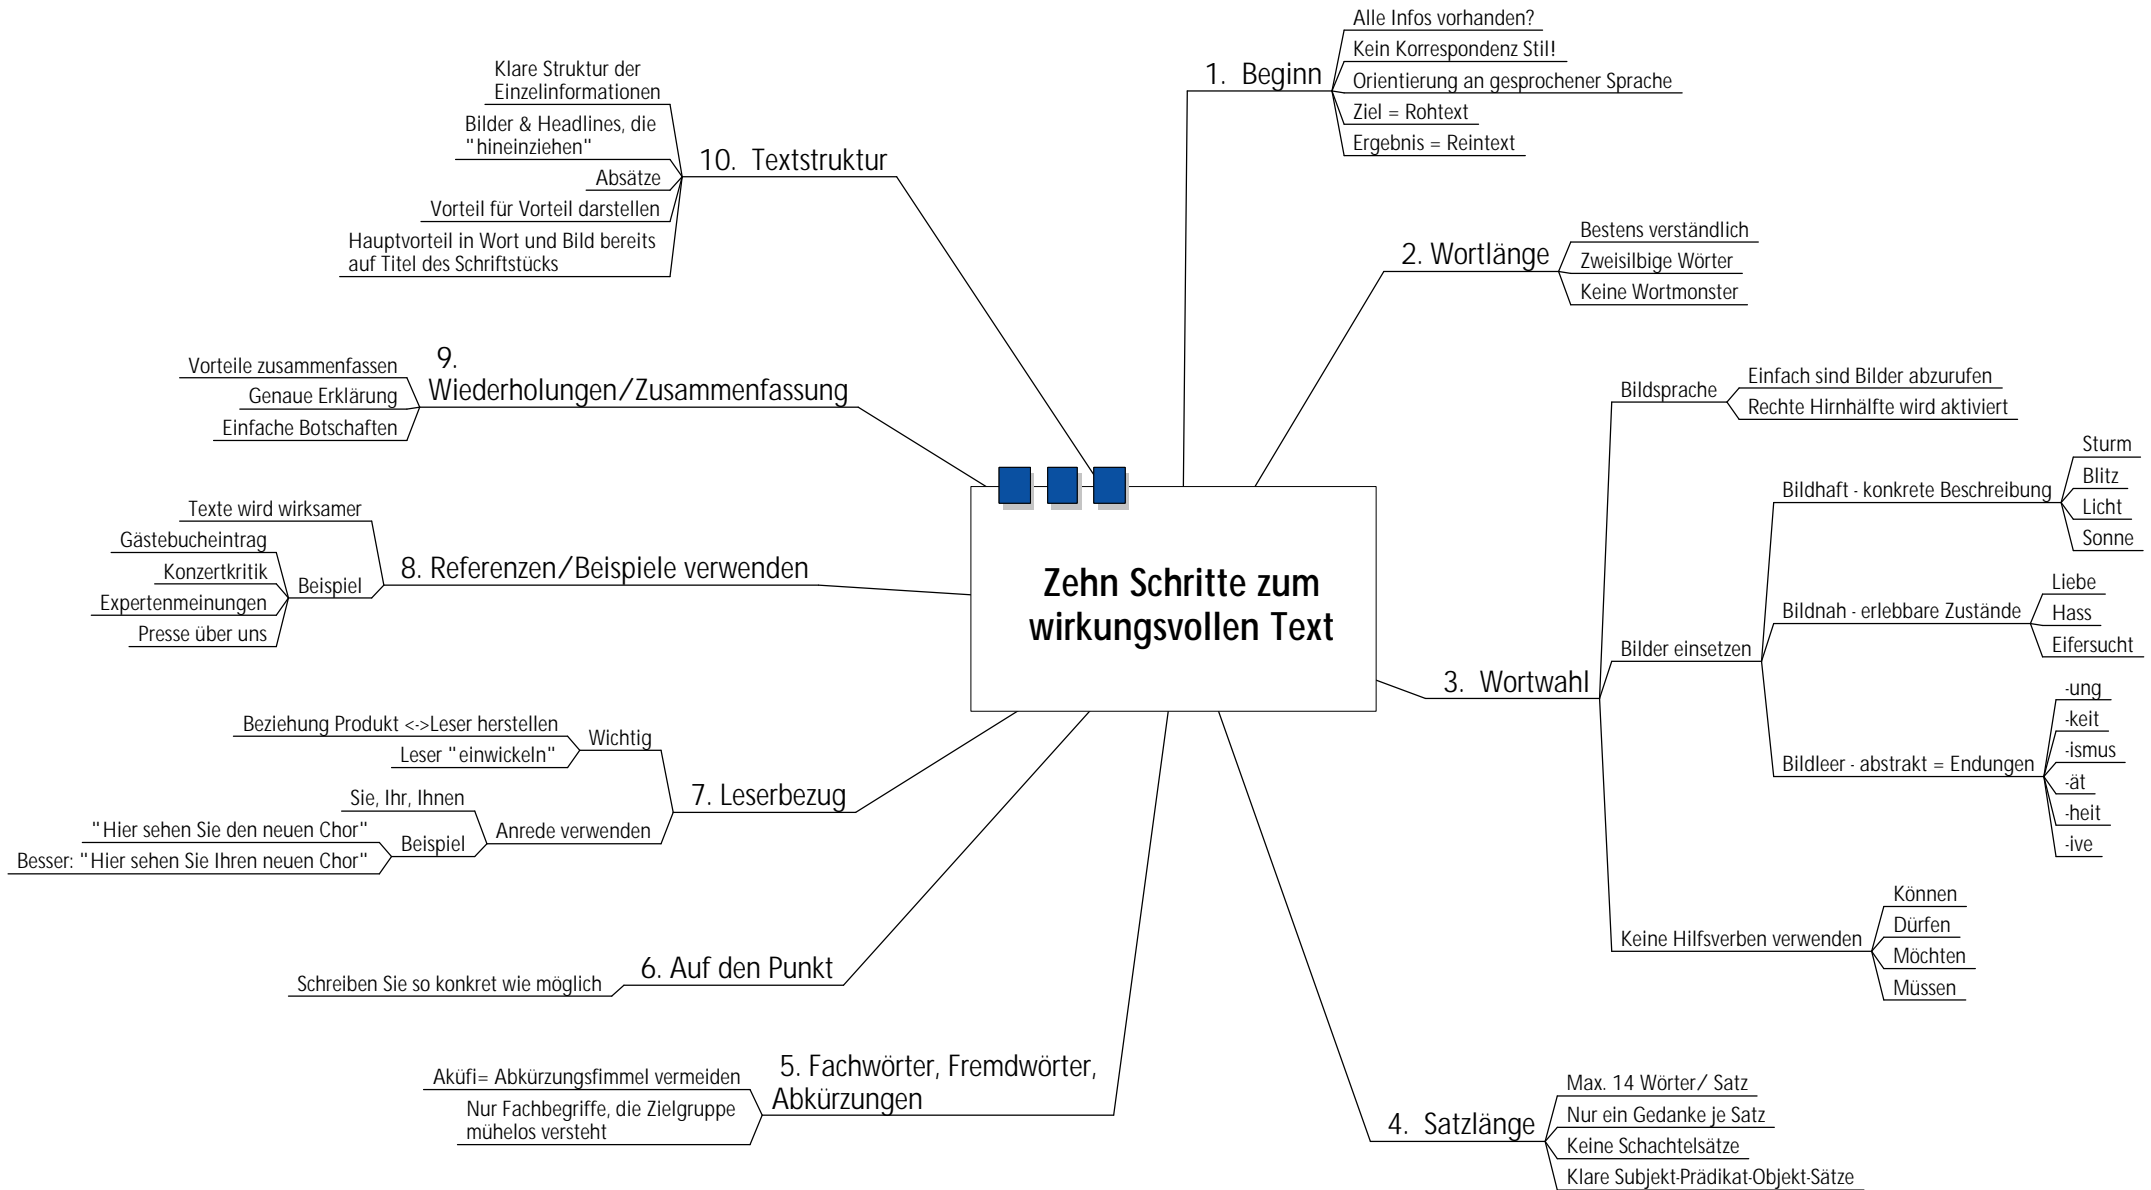 Zehn Schritte zum
wirkungsvollen Text
1. Beginn
Alle Infos vorhanden?
Kein Korrespondenz Stil!
Orientierung an gesprochener Sprache
Ziel = Rohtext
Ergebnis = Reintext
2. Wortlänge
Bestens verständlich
Zweisilbige Wörter
Keine Wortmonster
3. Wortwahl
Bildsprache
Einfach sind Bilder abzurufen
Rechte Hirnhälfte wird aktiviert
Bilder einsetzen
Bildhaft - konkrete Beschreibung
Sturm
Blitz
Licht
Sonne
Bildnah - erlebbare Zustände
Liebe
Hass
Eifersucht
Bildleer - abstrakt = Endungen
-ung
-keit
-ismus
-ät
-heit
-ive
Keine Hilfsverben verwenden
Können
Dürfen
Möchten
Müssen
4. Satzlänge
Max. 14 Wörter/ Satz
Nur ein Gedanke je Satz
Keine Schachtelsätze
Klare Subjekt-Prädikat-Objekt-Sätze
5. Fachwörter, Fremdwörter,
Abkürzungen
Aküfi= Abkürzungsfimmel vermeiden
Nur Fachbegriffe, die Zielgruppe
mühelos versteht
6. Auf den Punkt
Schreiben Sie so konkret wie möglich
7. Leserbezug
Wichtig
Beziehung Produkt <->Leser herstellen
Leser "einwickeln"
Anrede verwenden
Sie, Ihr, Ihnen
Beispiel
"Hier sehen Sie den neuen Chor"
Besser: "Hier sehen Sie Ihren neuen Chor"
8. Referenzen/Beispiele verwenden
Texte wird wirksamer
Beispiel
Gästebucheintrag
Konzertkritik
Expertenmeinungen
Presse über uns
9.
Wiederholungen/Zusammenfassung
Vorteile zusammenfassen
Genaue Erklärung
Einfache Botschaften
10. Textstruktur
Klare Struktur der
Einzelinformationen
Bilder & Headlines, die
"hineinziehen"
Absätze
Vorteil für Vorteil darstellen
Hauptvorteil in Wort und Bild bereits
auf Titel des Schriftstücks